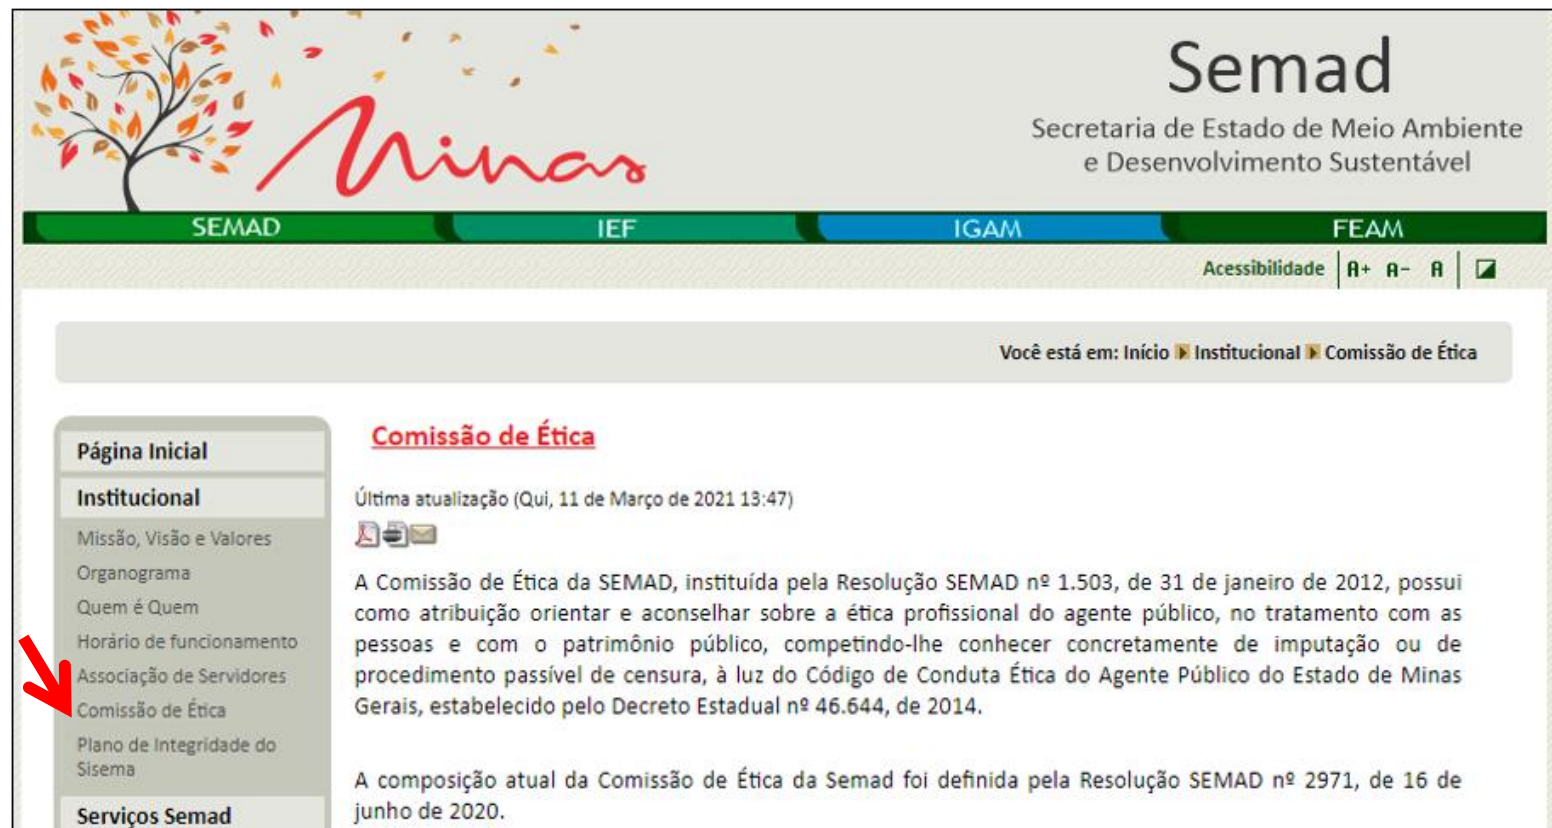 Minas
Semad
Secretaria de Estado de Meio Ambiente
e Desenvolvimento Sustentável
SEMAD IEF IGAM FEAM
Acessibilidade A+ A- A
Você está em: Início Institucional Comissão de Ética
Página Inicial
Institucional
Missão, Visão e Valores
Organograma
Quem é Quem
Horário de funcionamento
Associação de Servidores
Comissão de Ética
Plano de Integridade do
Sisema
Serviços Semad
Comissão de Ética
Última atualização (Qui, 11 de Março de 2021 13:47)
A Comissão de Ética da SEMAD, instituída pela Resolução SEMAD nº 1.503, de 31 de janeiro de 2012, possui
como atribuição orientar e aconselhar sobre a ética profissional do agente público, no tratamento com as
pessoas e com o patrimônio público, competindo-lhe conhecer concretamente de imputação ou de
procedimento passível de censura, à luz do Código de Conduta Ética do Agente Público do Estado de Minas
Gerais, estabelecido pelo Decreto Estadual nº 46.644, de 2014.
A composição atual da Comissão de Ética da Semad foi definida pela Resolução SEMAD nº 2971, de 16 de
junho de 2020.